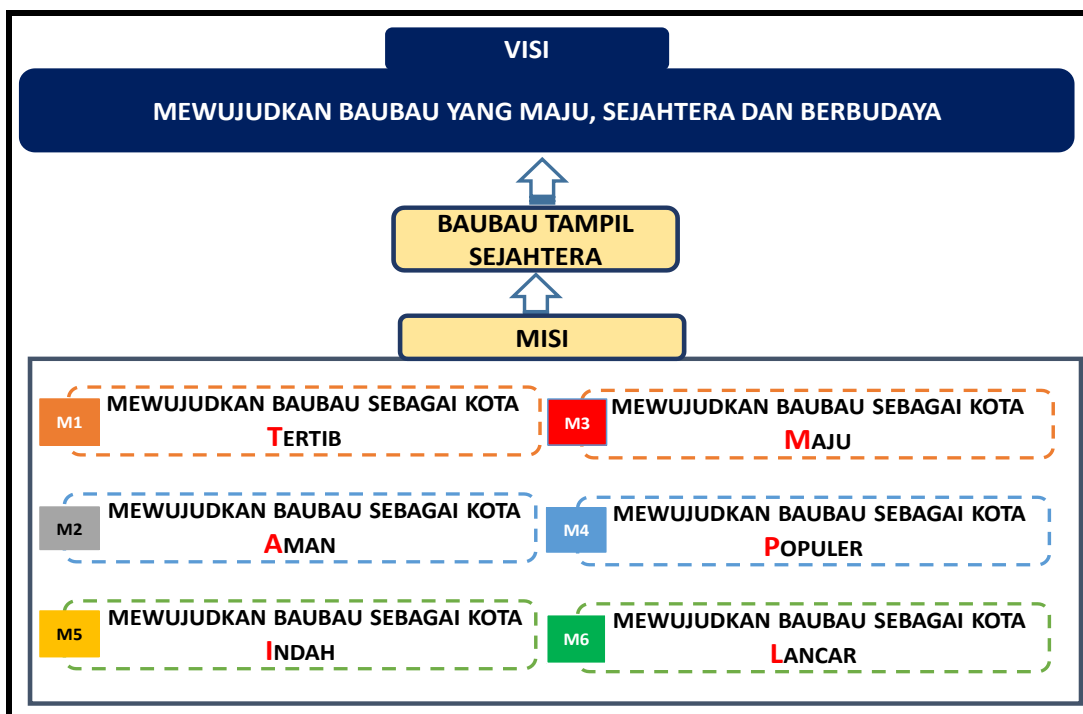 VISI
MEWUJUDKAN BAUBAU YANG MAJU, SEJAHTERA DAN BERBUDAYA
BAUBAU TAMPIL
SEJAHTERA
MISI
M1
MEWUJUDKAN BAUBAU SEBAGAI KOTA
TERTIB
M3
MEWUJUDKAN BAUBAU SEBAGAI KOTA
MAJU
M2
MEWUJUDKAN BAUBAU SEBAGAI KOTA
AMAN
M4
MEWUJUDKAN BAUBAU SEBAGAI KOTA
POPULER
M5
MEWUJUDKAN BAUBAU SEBAGAI KOTA
INDAH
M6
MEWUJUDKAN BAUBAU SEBAGAI KOTA
LANCAR